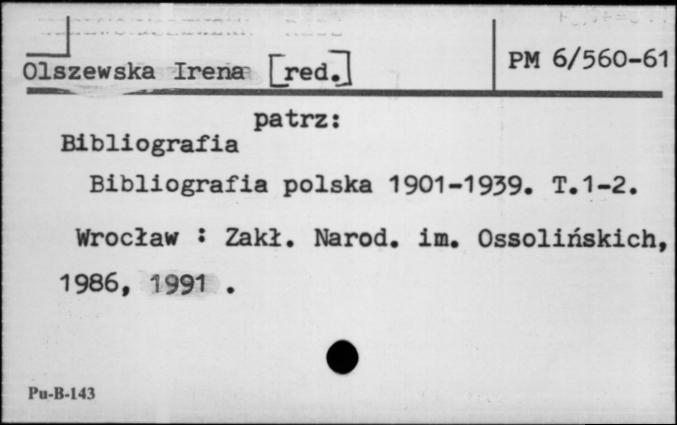 Olszewska Irena [red.]
PM 6/560-61
patrz:
Bibliografia
Bibliografia polska 1901-1939. T.1-2.
Wrocław : Zakł. Narod. im. Ossolińskich,
1986, 1991 .
Pu-B-143